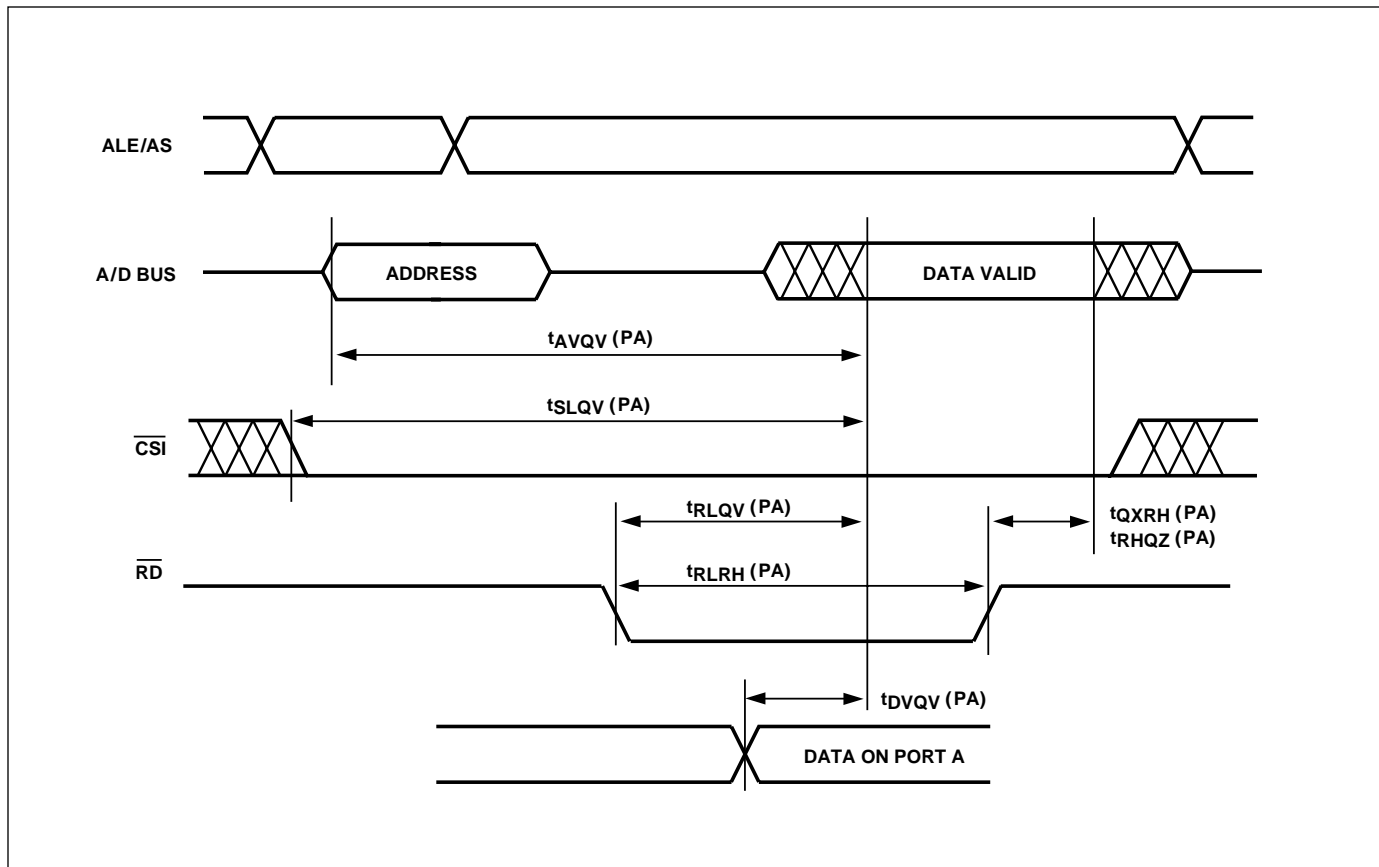 ALE/AS
A/D BUS
ADDRESS
DATA VALID
tAVQV (PA)
tSLQV (PA)
CSI
tRLQV (PA)
tQXRH (PA)
tRHQZ (PA)
RD
tRLRH (PA)
tDVQV (PA)
DATA ON PORT A